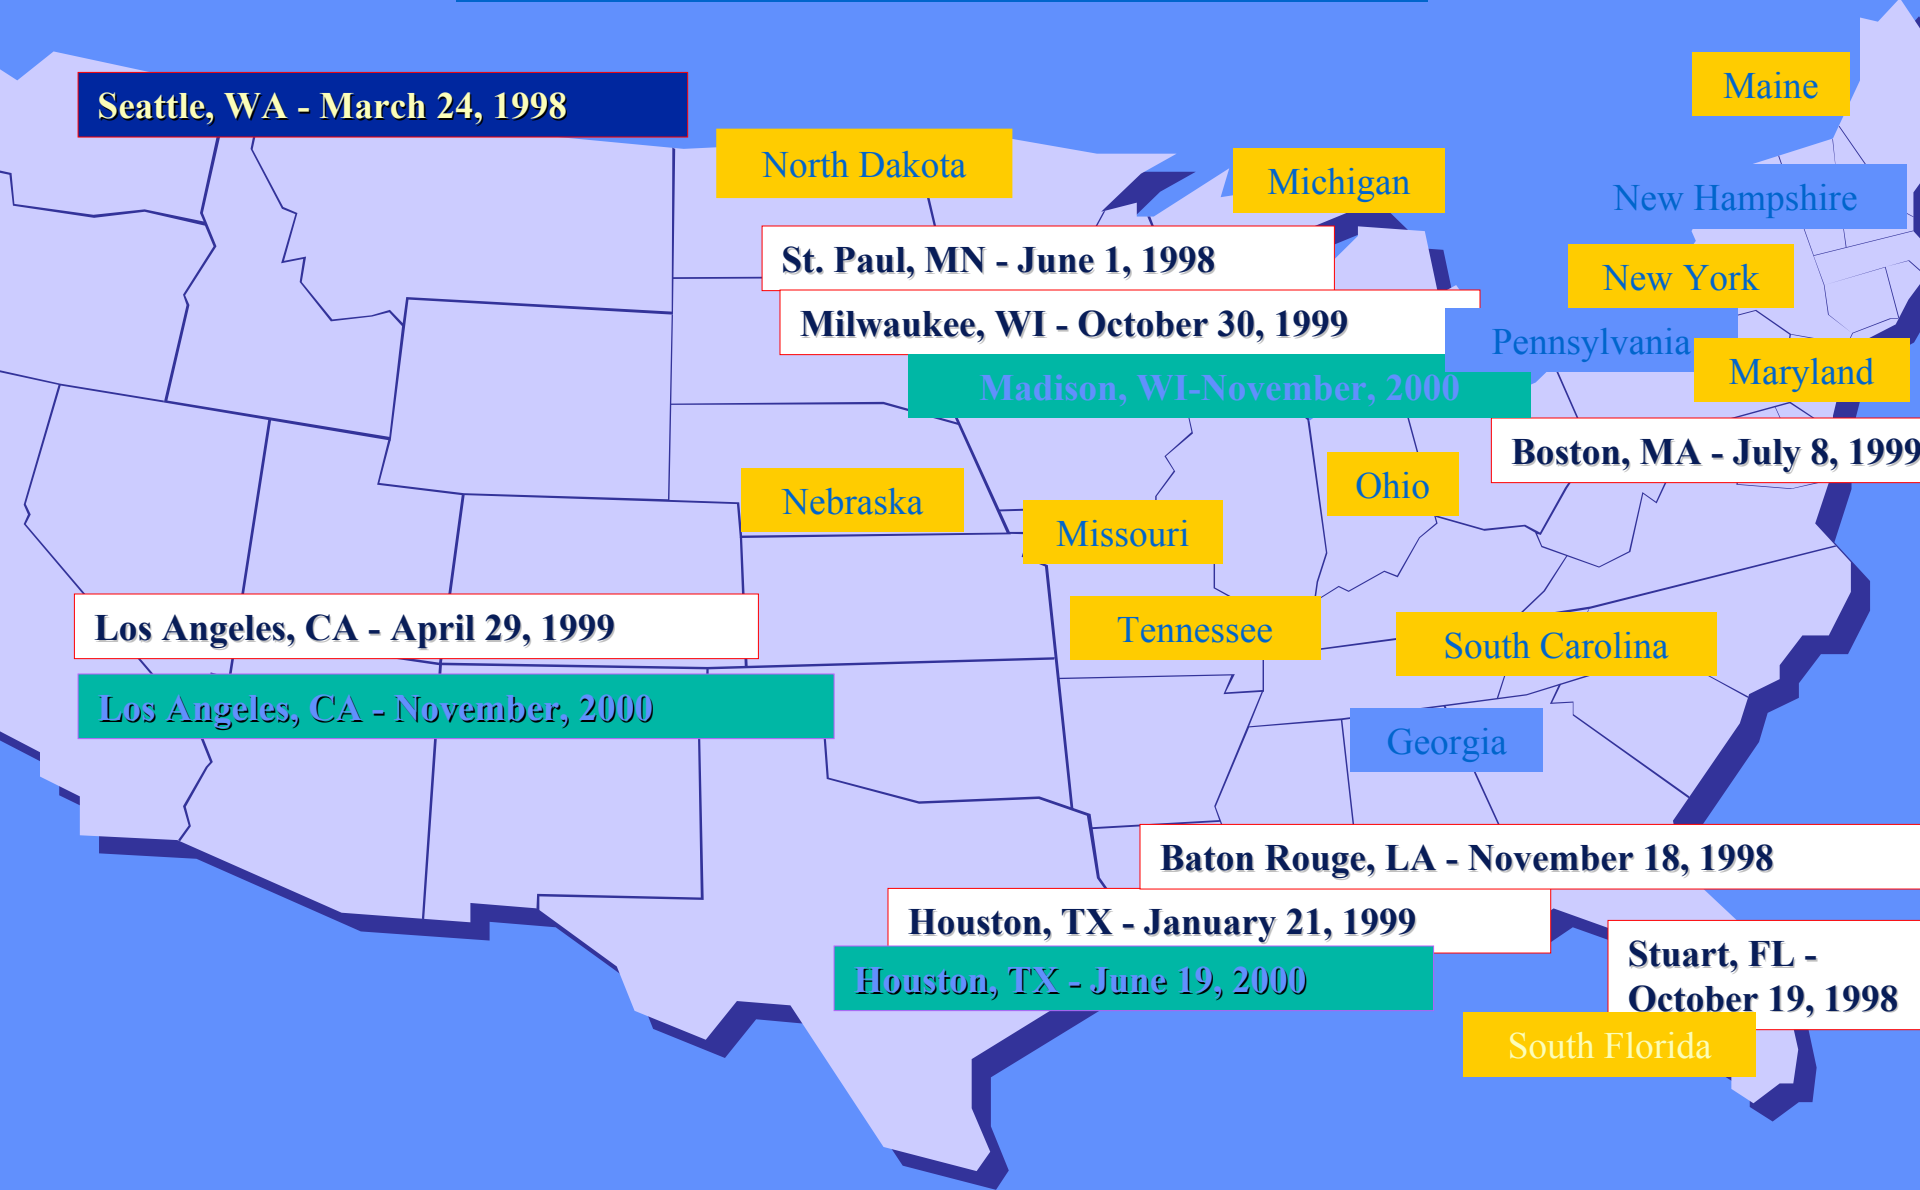 Maine
Seattle, WA - March 24, 1998
North Dakota
Michigan
New Hampshire
St. Paul, MN - June 1, 1998
New York
Milwaukee, WI - October 30, 1999
Pennsylvania
Maryland
Madison, WI-November, 2000
Boston, MA - July 8, 1999
Nebraska
Ohio
Missouri
Los Angeles, CA - April 29, 1999
Tennessee
South Carolina
Los Angeles, CA - November, 2000
Georgia
Baton Rouge, LA - November 18, 1998
Houston, TX - January 21, 1999
Stuart, FL -
October 19, 1998
Houston, TX - June 19, 2000
South Florida